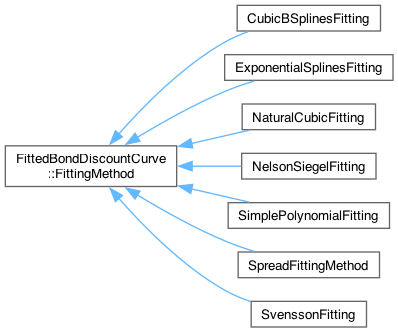 CubicBSplinesFitting
ExponentialSplinesFitting
NaturalCubicFitting
FittedBondDiscountCurve
::FittingMethod
NelsonSiegelFitting
SimplePolynomialFitting
SpreadFittingMethod
SvenssonFitting